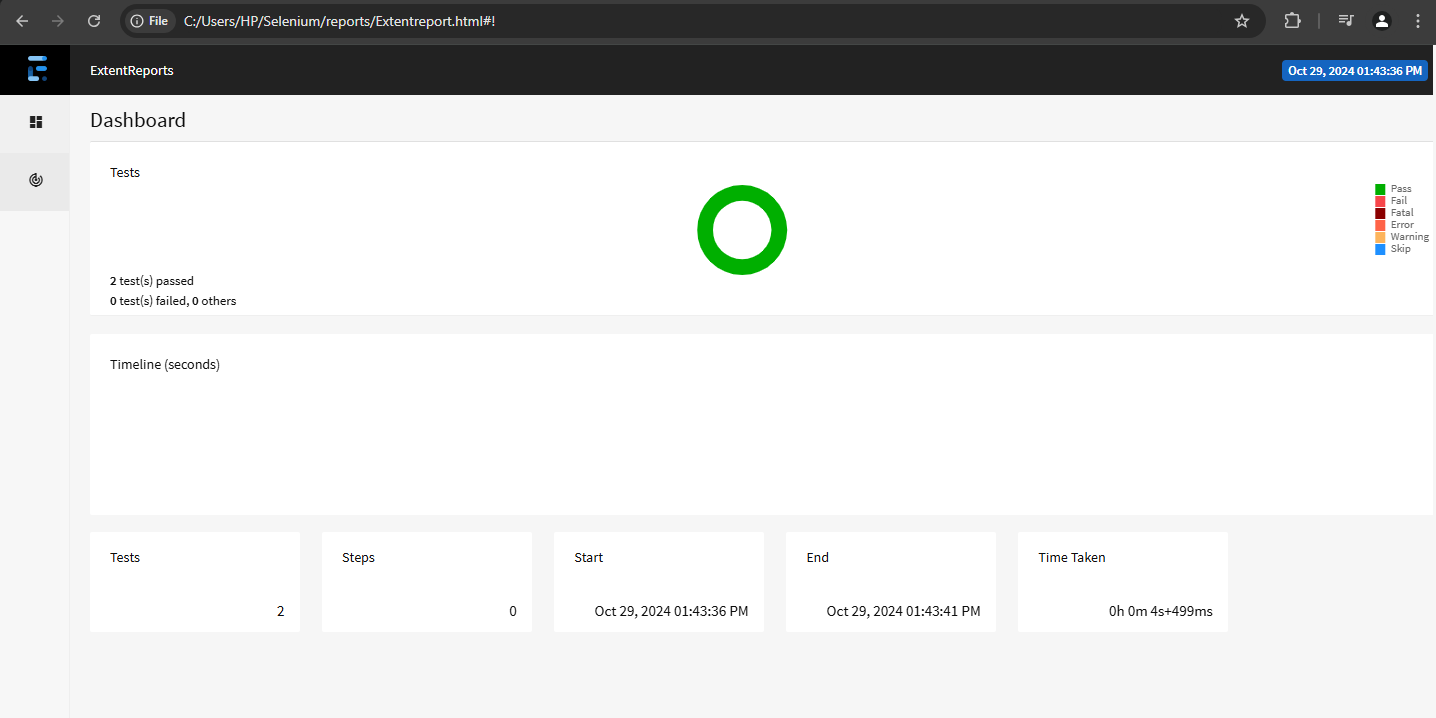 File C:/Users/HP/Selenium/reports/Extentreport.html#!
ExtentReports
Oct 29, 2024 01:43:36 PM
Dashboard
Tests
Pass
Fail
Fatal
Error
Warning
Skip
2 test(s) passed
0 test(s) failed, 0 others
Timeline (seconds)
Tests
2
Steps
0
Start
Oct 29, 2024 01:43:36 PM
End
Oct 29, 2024 01:43:41 PM
Time Taken
0h 0m 4s+499ms